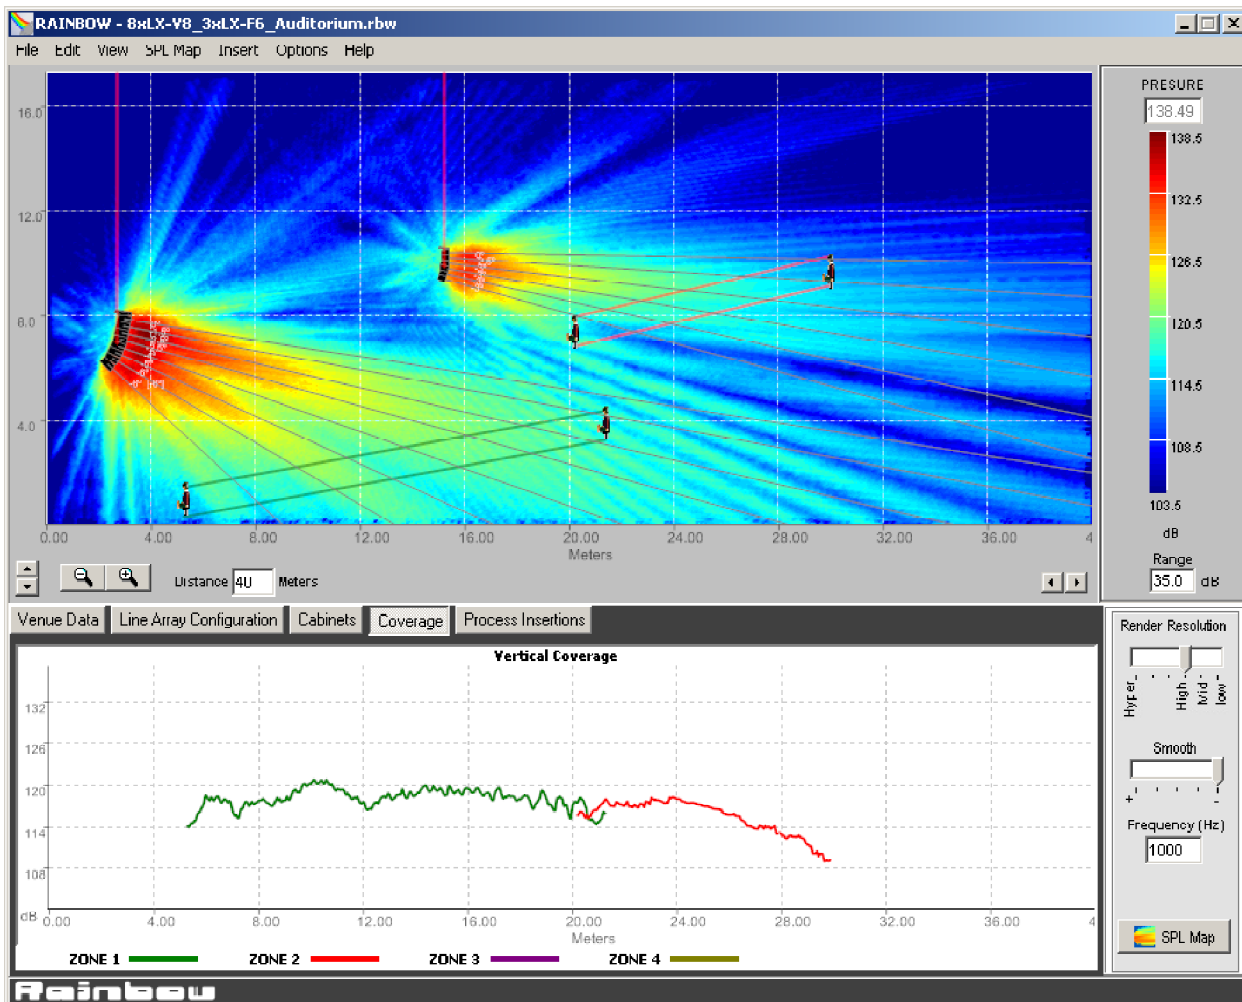 RAINBOW - 8xLX-V8_3xLX-F6_Auditorium.rbw
File Edit View SPL Map Insert Options Help
16.0
12.0
8.0
4.0
0.00 4.00 8.00 12.00 16.00 20.00 24.00 28.00 32.00 36.00 4
Meters
Distance 40 Meters
PRESURE
138.49
138.5
132.5
126.5
120.5
114.5
108.5
103.5
dB
Range
35.0 dB
Venue Data Line Array Configuration Cabinets Coverage Process Insertions
Vertical Coverage
132
126
120
114
108
dB 0.00 4.00 8.00 12.00 16.00 20.00 24.00 28.00 32.00 36.00 4
Meters
ZONE 1 ZONE 2 ZONE 3 ZONE 4
Render Resolution
Hyper High Mid low
Smooth
+ -
Frequency (Hz)
1000
SPL Map
Rainbow